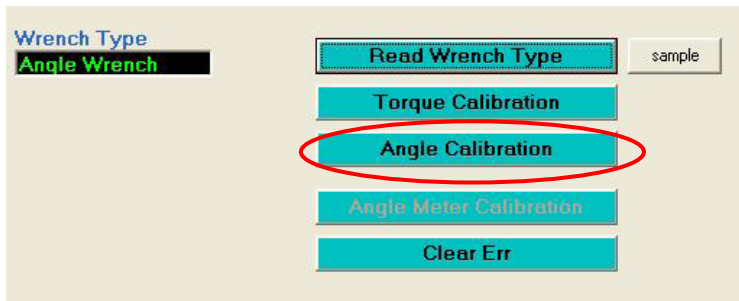 Wrench Type
Angle Wrench
Read Wrench Type
sample
Torque Calibration
Angle Calibration
Angle Meter Calibration
Clear Err